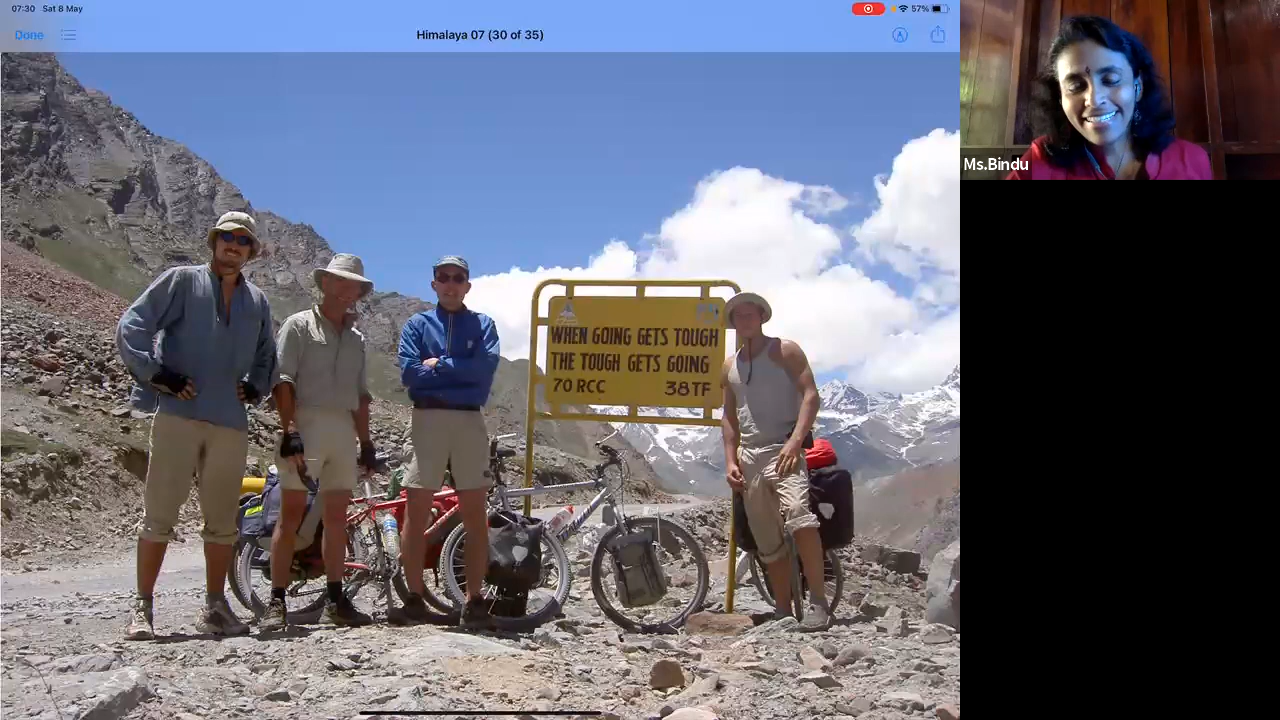 07:30 Sat 8 May
57%
Done
Himalaya 07 (30 of 35)
WHEN GOING GETS TOUGH
THE TOUGH GETS GOING
70 RCC 38TF
Ms.Bindu